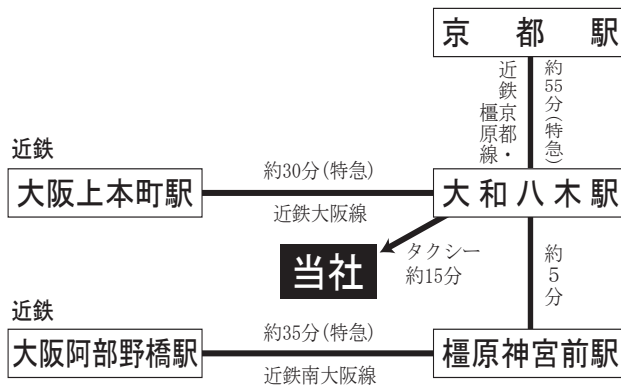 京都駅
近鉄京都・
橿原線
約55分(特急)
近鉄
大阪上本町駅
約30分(特急)
近鉄大阪線
大和八木駅
当社
タクシー
約15分
約5分
近鉄
大阪阿部野橋駅
約35分(特急)
近鉄南大阪線
橿原神宮前駅